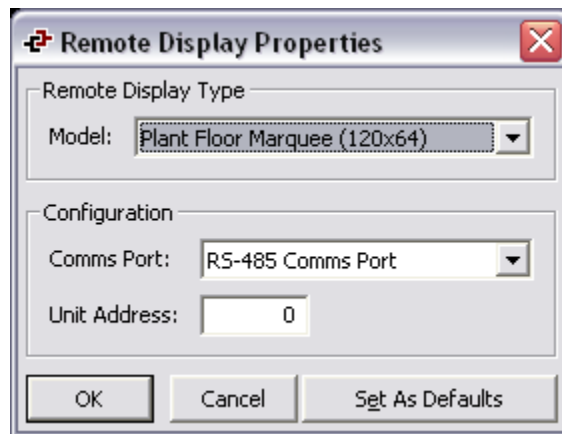 Remote Display Properties
Remote Display Type
Model: Plant Floor Marquee (120x64)
Configuration
Comms Port: RS-485 Comms Port
Unit Address: 0
OK Cancel Set As Defaults